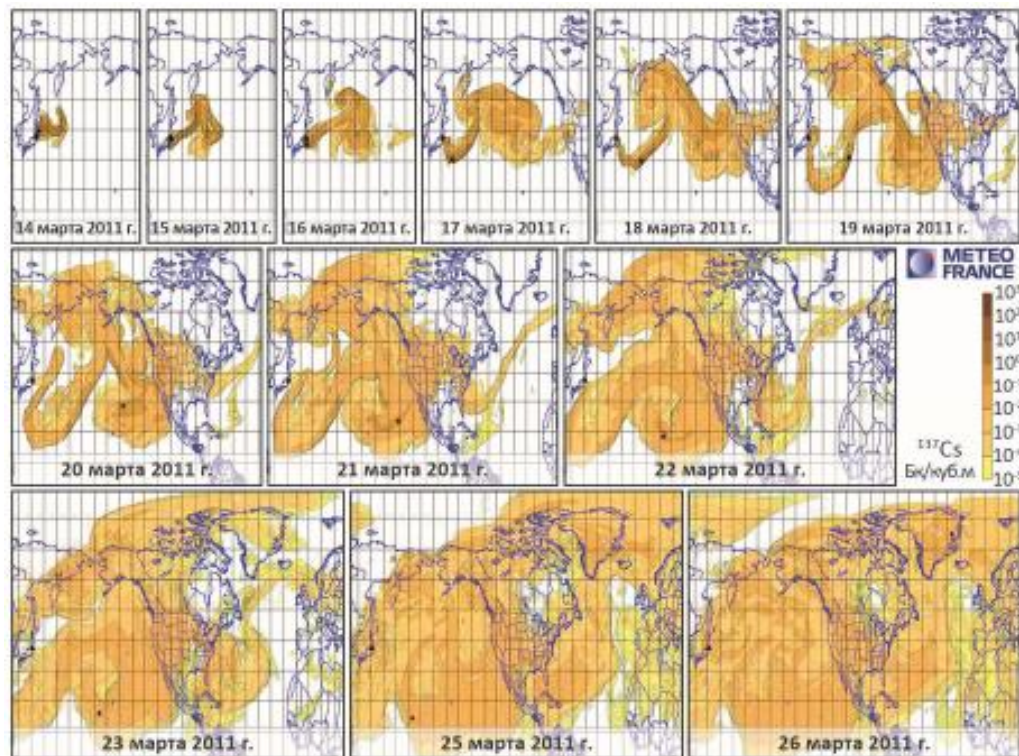 14 марта 2011 г.
15 марта 2011 г.
16 марта 2011 г.
17 марта 2011 г.
18 марта 2011 г.
19 марта 2011 г.
METEO
FRANCE
20 марта 2011 г.
21 марта 2011 г.
22 марта 2011 г.
¹³⁷Cs
Бк/куб.м
23 марта 2011 г.
25 марта 2011 г.
26 марта 2011 г.